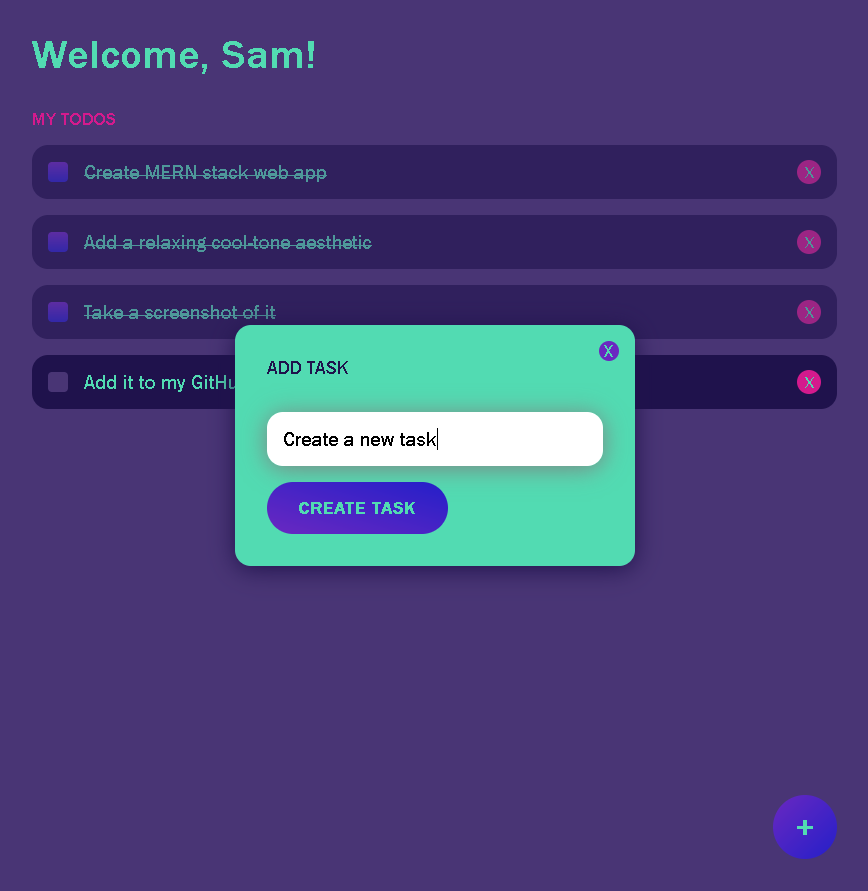 Welcome, Sam!
MY TODOS
Create MERN stack web app X
Add a relaxing cool-tone aesthetic X
Take a screenshot of it X
Add it to my GitHu X
ADD TASK X
Create a new task
CREATE TASK
+